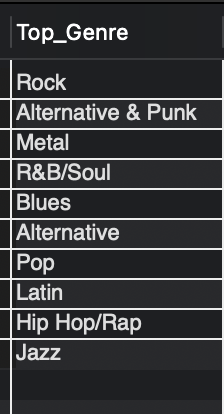 Top_Genre
Rock
Alternative & Punk
Metal
R&B/Soul
Blues
Alternative
Pop
Latin
Hip Hop/Rap
Jazz